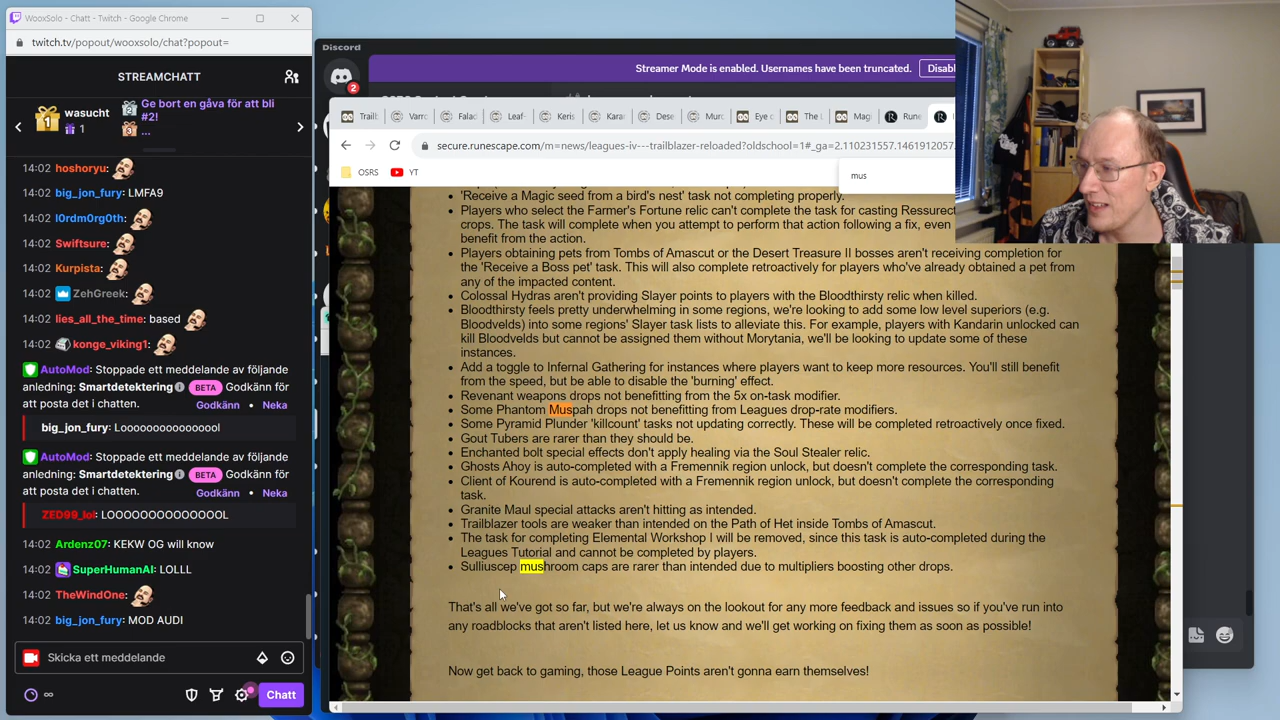 WooxSolo - Chatt - Twitch - Google Chrome
twitch.tv/popout/wooxsolo/chat?popout=
STREAMCHATT
wasucht
1
Ge bort en gåva för att bli
#2!
...
14:02 hoshoryu:
14:02 big_jon_fury: LMFA9
14:02 l0rdm0rg0th:
14:02 Swiftsure:
14:02 Kurpista:
14:02 ZehGreek:
14:02 lies_all_the_time: based
14:02 konge_viking1:
AutoMod: Stoppade ett meddelande av följande
anledning: Smartdetektering BETA Godkänn för
att posta det i chatten. Godkänn Neka
big_jon_fury: Looooooooooooool
AutoMod: Stoppade ett meddelande av följande
anledning: Smartdetektering BETA Godkänn för
att posta det i chatten. Godkänn Neka
ZED99_lol: LOOOOOOOOOOOOOOL
14:02 Ardenz07: KEKW OG will know
14:02 SuperHumanAI: LOLLL
14:02 TheWindOne:
14:02 big_jon_fury: MOD AUDI
Skicka ett meddelande
∞
Chatt
Discord
2
Streamer Mode is enabled. Usernames have been truncated.
Disabl
Trailb
Varro
Falac
Leaf-
Keris
Kara
Dese
Murd
Eye o
The L
Magi
Rune
secure.runescape.com/m=news/leagues-iv---trailblazer-reloaded?oldschool=1#_ga=2.110231557.1461912057
OSRS
YT
mus
'Receive a Magic seed from a bird's nest' task not completing properly.
Players who select the Farmer's Fortune relic can't complete the task for casting Ressurect
crops. The task will complete when you attempt to perform that action following a fix, even
benefit from the action.
Players obtaining pets from Tombs of Amascut or the Desert Treasure II bosses aren't receiving completion for
the 'Receive a Boss pet' task. This will also complete retroactively for players who've already obtained a pet from
any of the impacted content.
Colossal Hydras aren't providing Slayer points to players with the Bloodthirsty relic when killed.
Bloodthirsty feels pretty underwhelming in some regions, we're looking to add some low level superiors (e.g.
Bloodvelds) into some regions' Slayer task lists to alleviate this. For example, players with Kandarin unlocked can
kill Bloodvelds but cannot be assigned them without Morytania, we'll be looking to update some of these
instances.
Add a toggle to Infernal Gathering for instances where players want to keep more resources. You'll still benefit
from the speed, but be able to disable the 'burning' effect.
Revenant weapons drops not benefitting from the 5x on-task modifier.
Some Phantom Muspah drops not benefitting from Leagues drop-rate modifiers.
Some Pyramid Plunder 'killcount' tasks not updating correctly. These will be completed retroactively once fixed.
Gout Tubers are rarer than they should be.
Enchanted bolt special effects don't apply healing via the Soul Stealer relic.
Ghosts Ahoy is auto-completed with a Fremennik region unlock, but doesn't complete the corresponding task.
Client of Kourend is auto-completed with a Fremennik region unlock, but doesn't complete the corresponding
task.
Granite Maul special attacks aren't hitting as intended.
Trailblazer tools are weaker than intended on the Path of Het inside Tombs of Amascut.
The task for completing Elemental Workshop I will be removed, since this task is auto-completed during the
Leagues Tutorial and cannot be completed by players.
Sulliuscep mushroom caps are rarer than intended due to multipliers boosting other drops.
That's all we've got so far, but we're always on the lookout for any more feedback and issues so if you've run into
any roadblocks that aren't listed here, let us know and we'll get working on fixing them as soon as possible!
Now get back to gaming, those League Points aren't gonna earn themselves!